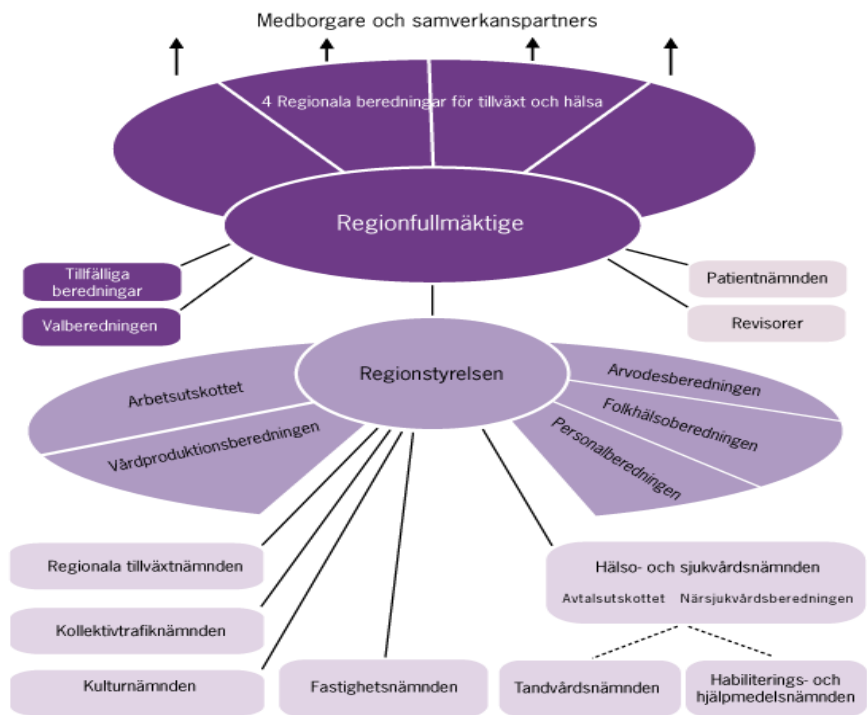 Medborgare och samverkanspartners
4 Regionala beredningar för tillväxt och hälsa
Regionfullmäktige
Tillfälliga
beredningar
Valberedningen
Patientnämnden
Revisorer
Regionstyrelsen
Arbetsutskottet
Vårdproduktionsberedningen
Arvodesberedningen
Folkhälsoberedningen
Personalberedningen
Regionala tillväxtnämnden
Kollektivtrafiknämnden
Kulturnämnden
Fastighetsnämnden
Hälso- och sjukvårdsnämnden
Avtalsutskottet Närsjukvårdsberedningen
Tandvårdsnämnden
Habiliterings- och
hjälpmedelsnämnden